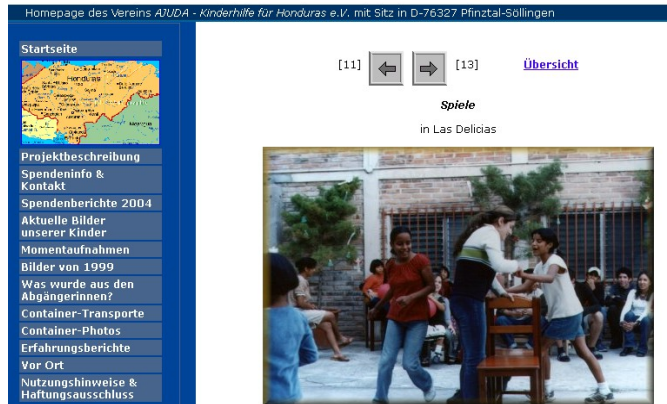 Homepage des Vereins AJUDA - Kinderhilfe für Honduras e.V. mit Sitz in D-76327 Pfinztal-Söllingen
Startseite
Honduras
Projektbeschreibung
Spendeninfo &
Kontakt
Spendenberichte 2004
Aktuelle Bilder
unserer Kinder
Momentaufnahmen
Bilder von 1999
Was wurde aus den
Abgängerinnen?
Container-Transporte
Container-Photos
Erfahrungsberichte
Vor Ort
Nutzungshinweise &
Haftungsausschluss
[11] [13] Übersicht
Spiele
in Las Delicias